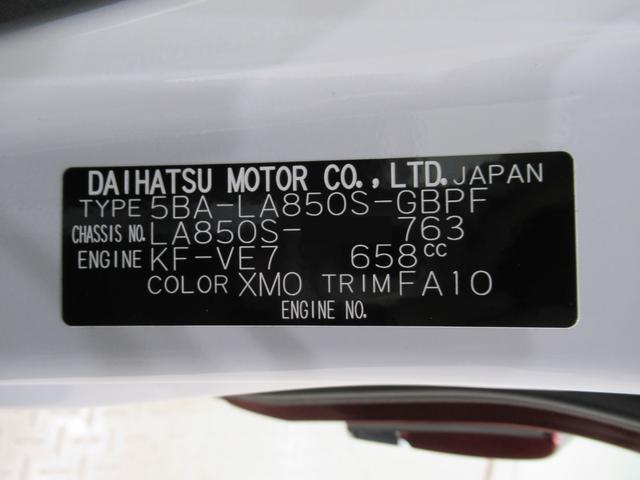 DAIHATSU MOTOR CO., LTD. JAPAN
TYPE 5BA-LA850S-GBPF
CHASSIS NO. LA850S- 763
ENGINE KF-VE7 658cc
COLOR XM0 TRIM FA10
ENGINE NO.